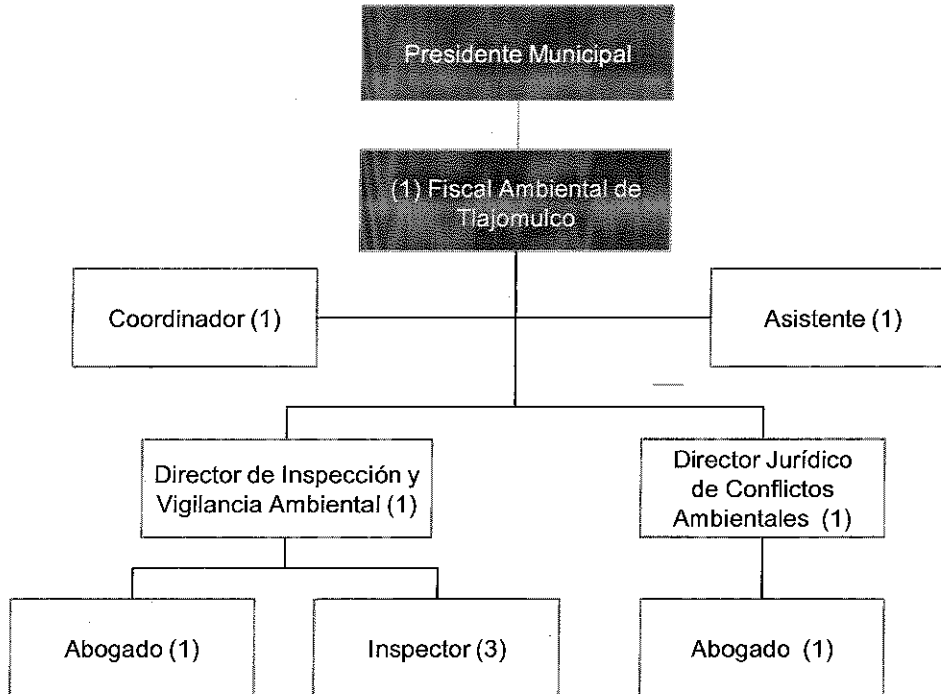 Presidente Municipal
(1) Fiscal Ambiental de
Tlajomulco
Coordinador (1)
Asistente (1)
Director de Inspección y
Vigilancia Ambiental (1)
Director Jurídico
de Conflictos
Ambientales (1)
Abogado (1)
Inspector (3)
Abogado (1)